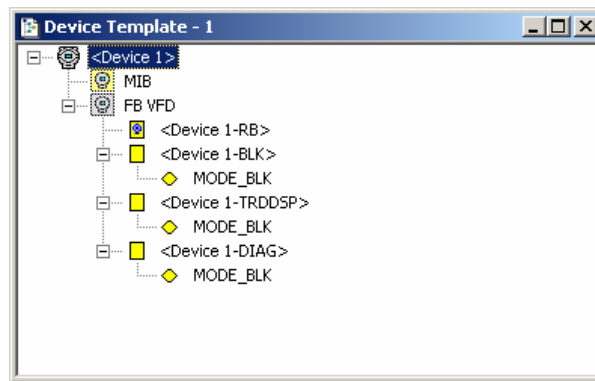 Device Template - 1
<Device 1>
MIB
FB VFD
<Device 1-RB>
<Device 1-BLK>
MODE_BLK
<Device 1-TRDDSP>
MODE_BLK
<Device 1-DIAG>
MODE_BLK